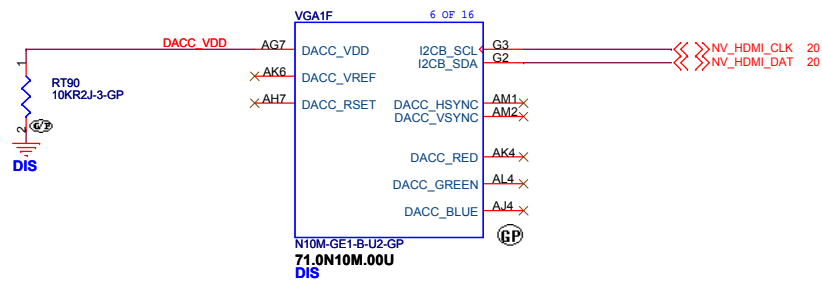 VGA1F 6 OF 16
DACC_VDD AG7 DACC_VDD I2CB_SCL G3 NV_HDMI_CLK 20
I2CB_SDA G2 NV_HDMI_DAT 20
1 AK6 DACC_VREF
RT90
10KR2J-3-GP
AH7 DACC_RSET DACC_HSYNC AM1
DACC_VSYNC AM2
2 G/P
DIS
DACC_RED AK4
DACC_GREEN AL4
DACC_BLUE AJ4
GP
N10M-GE1-B-U2-GP
71.0N10M.00U
DIS